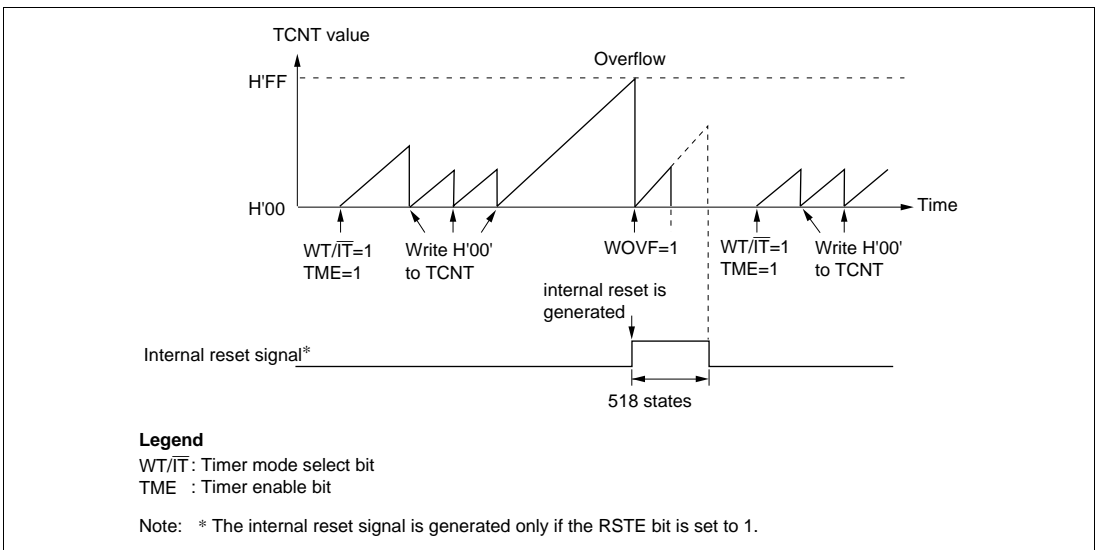 TCNT value
Overflow
H'FF
H'00
Time
WT/IT=1
TME=1
Write H'00'
to TCNT
WOVF=1
WT/IT=1
TME=1
Write H'00'
to TCNT
internal reset is
generated
Internal reset signal*
518 states
Legend
WT/IT : Timer mode select bit
TME : Timer enable bit
Note: * The internal reset signal is generated only if the RSTE bit is set to 1.